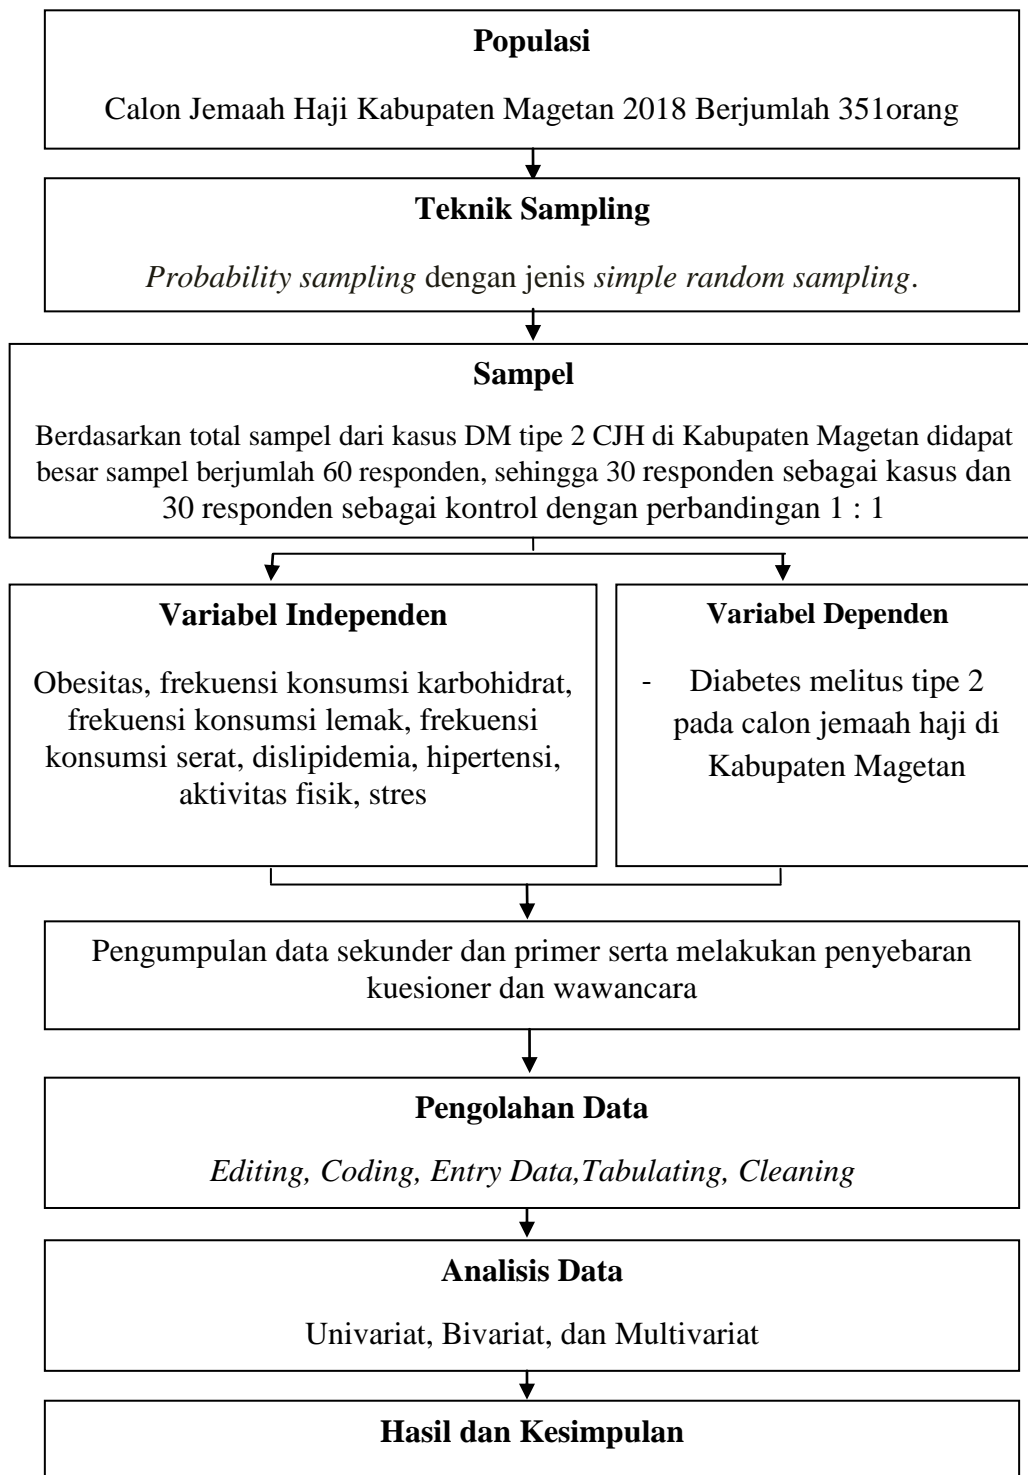 Populasi
Calon Jemaah Haji Kabupaten Magetan 2018 Berjumlah 351orang
Teknik Sampling
Probability sampling dengan jenis simple random sampling.
Sampel
Berdasarkan total sampel dari kasus DM tipe 2 CJH di Kabupaten Magetan didapat
besar sampel berjumlah 60 responden, sehingga 30 responden sebagai kasus dan
30 responden sebagai kontrol dengan perbandingan 1 : 1
Variabel Independen
Obesitas, frekuensi konsumsi karbohidrat,
frekuensi konsumsi lemak, frekuensi
konsumsi serat, dislipidemia, hipertensi,
aktivitas fisik, stres
Variabel Dependen
- Diabetes melitus tipe 2
pada calon jemaah haji di
Kabupaten Magetan
Pengumpulan data sekunder dan primer serta melakukan penyebaran
kuesioner dan wawancara
Pengolahan Data
Editing, Coding, Entry Data,Tabulating, Cleaning
Analisis Data
Univariat, Bivariat, dan Multivariat
Hasil dan Kesimpulan